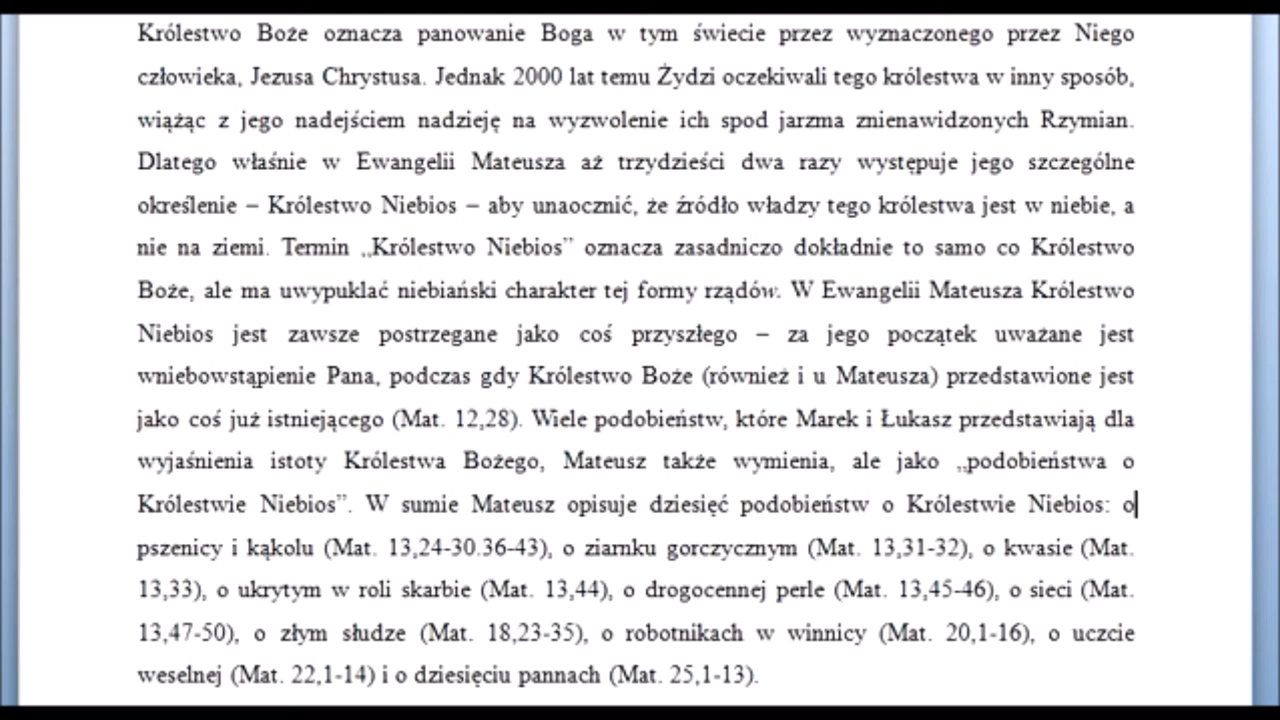 Królestwo Boże oznacza panowanie Boga w tym świecie przez wyznaczonego przez Niego
człowieka, Jezusa Chrystusa. Jednak 2000 lat temu Żydzi oczekiwali tego królestwa w inny sposób,
wiążąc z jego nadejściem nadzieję na wyzwolenie ich spod jarzma znienawidzonych Rzymian.
Dlatego właśnie w Ewangelii Mateusza aż trzydzieści dwa razy występuje jego szczególne
określenie – Królestwo Niebios – aby unaocznić, że źródło władzy tego królestwa jest w niebie, a
nie na ziemi. Termin „Królestwo Niebios” oznacza zasadniczo dokładnie to samo co Królestwo
Boże, ale ma uwypuklać niebiański charakter tej formy rządów. W Ewangelii Mateusza Królestwo
Niebios jest zawsze postrzegane jako coś przyszłego – za jego początek uważane jest
wniebowstąpienie Pana, podczas gdy Królestwo Boże (również i u Mateusza) przedstawione jest
jako coś już istniejącego (Mat. 12,28). Wiele podobieństw, które Marek i Łukasz przedstawiają dla
wyjaśnienia istoty Królestwa Bożego, Mateusz także wymienia, ale jako „podobieństwa o
Królestwie Niebios”. W sumie Mateusz opisuje dziesięć podobieństw o Królestwie Niebios: o
pszenicy i kąkolu (Mat. 13,24-30.36-43), o ziarnku gorczycznym (Mat. 13,31-32), o kwasie (Mat.
13,33), o ukrytym w roli skarbie (Mat. 13,44), o drogocennej perle (Mat. 13,45-46), o sieci (Mat.
13,47-50), o złym słudze (Mat. 18,23-35), o robotnikach w winnicy (Mat. 20,1-16), o uczcie
weselnej (Mat. 22,1-14) i o dziesięciu pannach (Mat. 25,1-13).